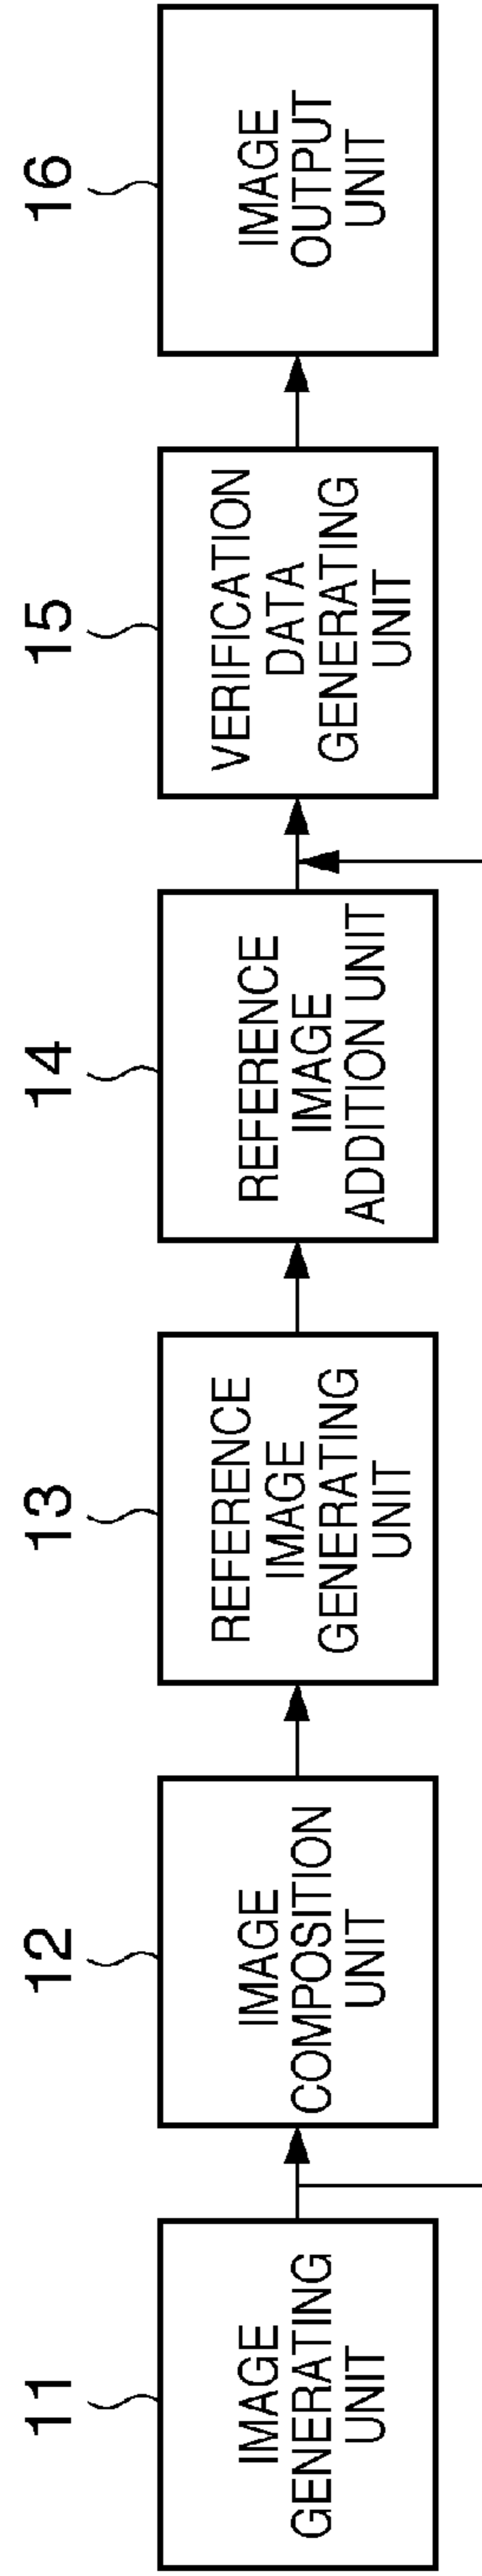 11
IMAGE
GENERATING
UNIT
12
IMAGE
COMPOSITION
UNIT
13
REFERENCE
IMAGE
GENERATING
UNIT
14
REFERENCE
IMAGE
ADDITION UNIT
15
VERIFICATION
DATA
GENERATING
UNIT
16
IMAGE
OUTPUT
UNIT